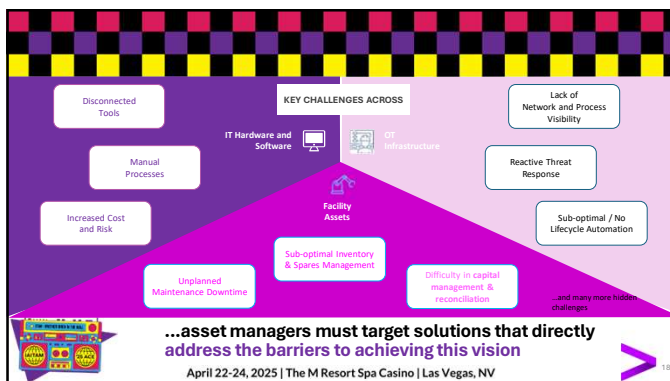 KEY CHALLENGES ACROSS
IT Hardware and
Software
OT
Infrastructure
Facility
Assets
Disconnected
Tools
Manual
Processes
Increased Cost
and Risk
Lack of
Network and Process
Visibility
Reactive Threat
Response
Sub-optimal / No
Lifecycle Automation
Sub-optimal Inventory
& Spares Management
Unplanned
Maintenance Downtime
Difficulty in capital
management &
reconciliation
...and many more hidden
challenges
...asset managers must target solutions that directly
address the barriers to achieving this vision
April 22-24, 2025 | The M Resort Spa Casino | Las Vegas, NV
IAITAM
ACE
18